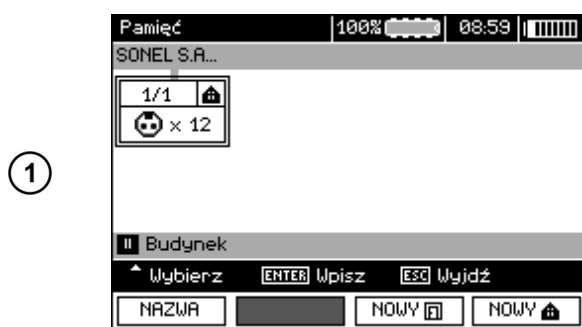 Pamięć 100% 08:59
SONEL S.A...
1/1
x 12
1
Budynek
Wybierz ENTER Wpisz ESC Wyjdź
NAZWA NOWY NOWY